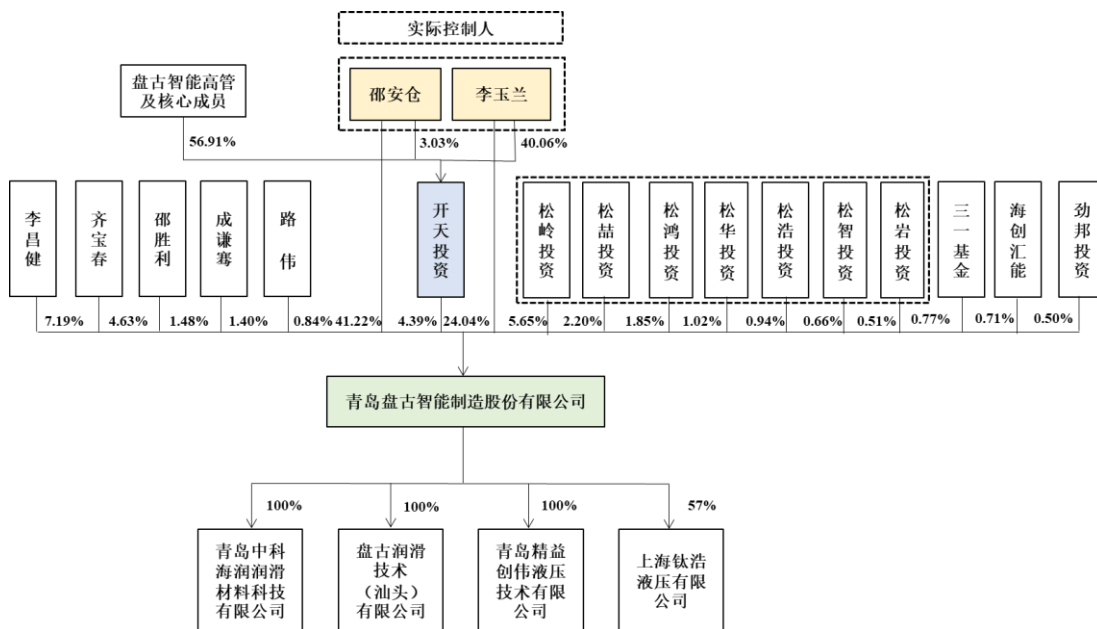 实际控制人
盘古智能高管
及核心成员
邵安仓
李玉兰
56.91%
3.03%
40.06%
李昌健
齐宝春
邵胜利
成谦骞
路伟
开天投资
松岭投资
松喆投资
松鸿投资
松华投资
松浩投资
松智投资
松岩投资
三一基金
海创汇能
劲邦投资
7.19%
4.63%
1.48%
1.40%
0.84%
41.22%
4.39%
24.04%
5.65%
2.20%
1.85%
1.02%
0.94%
0.66%
0.51%
0.77%
0.71%
0.50%
青岛盘古智能制造股份有限公司
100%
100%
100%
57%
青岛中科
海润润滑
材料科技
有限公司
盘古润滑
技术
（汕头）
有限公司
青岛精益
创伟液压
技术有限
公司
上海钛浩
液压有限
公司